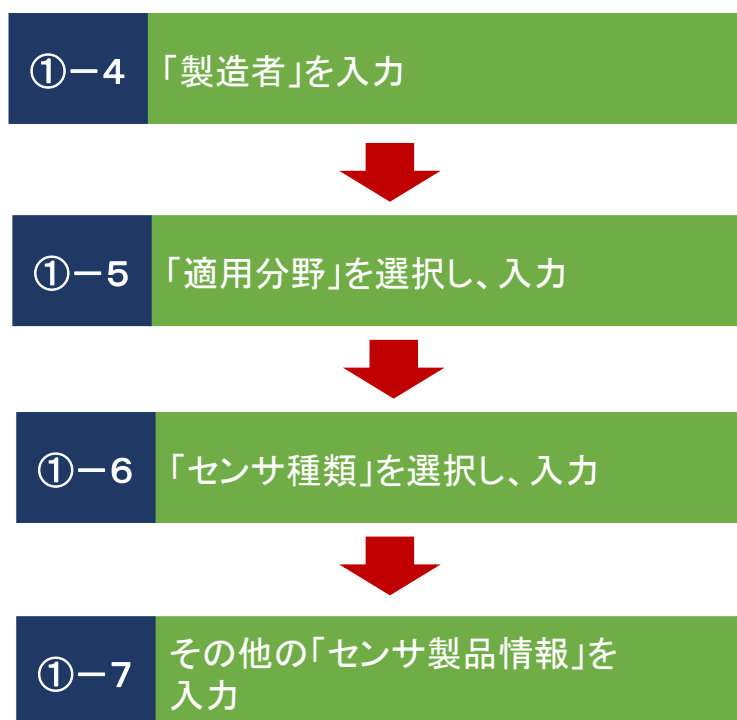 ①－4 「製造者」を入力
①－5 「適用分野」を選択し、入力
①－6 「センサ種類」を選択し、入力
①－7 その他の「センサ製品情報」を
入力